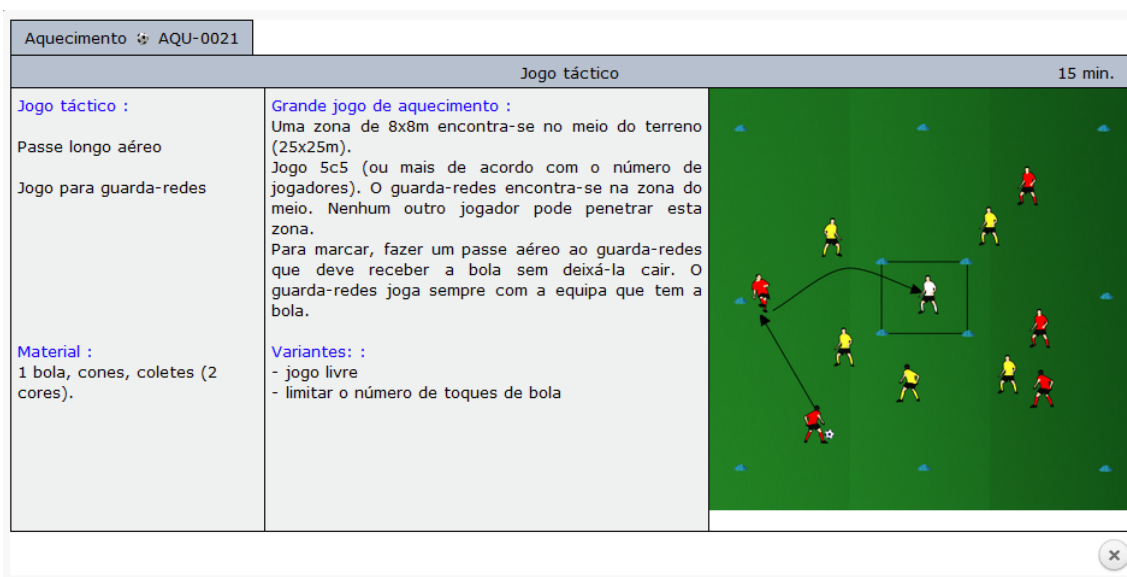 Aquecimento AQU-0021
Jogo táctico 15 min.
Jogo táctico :
Passe longo aéreo
Jogo para guarda-redes
Material :
1 bola, cones, coletes (2
cores).
Grande jogo de aquecimento :
Uma zona de 8x8m encontra-se no meio do terreno
(25x25m).
Jogo 5c5 (ou mais de acordo com o número de
jogadores). O guarda-redes encontra-se na zona do
meio. Nenhum outro jogador pode penetrar esta
zona.
Para marcar, fazer um passe aéreo ao guarda-redes
que deve receber a bola sem deixá-la cair. O
guarda-redes joga sempre com a equipa que tem a
bola.
Variantes: :
- jogo livre
- limitar o número de toques de bola